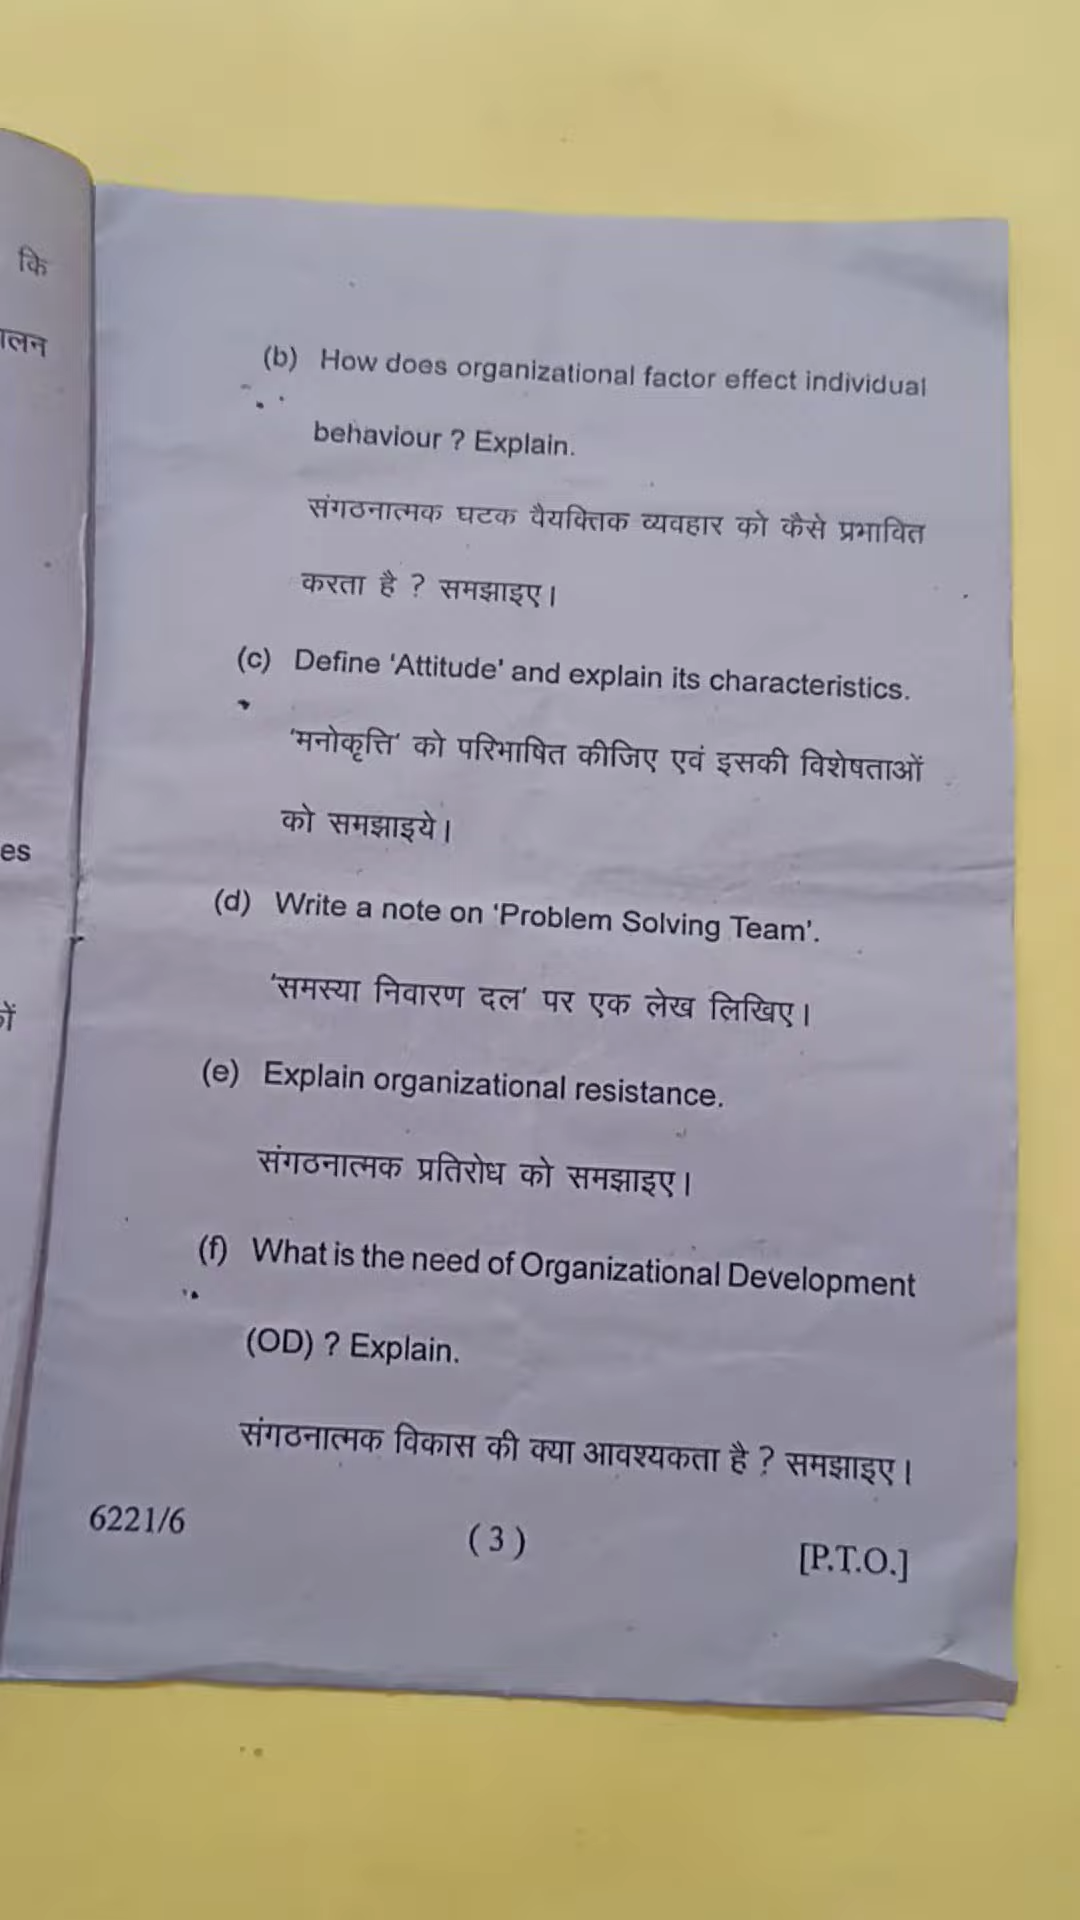 कि
ालन
es
ों
(b) How does organizational factor effect individual
behaviour ? Explain.
संगठनात्मक घटक वैयक्तिक व्यवहार को कैसे प्रभावित
करता है ? समझाइए।
(c) Define 'Attitude' and explain its characteristics.
'मनोकृत्ति' को परिभाषित कीजिए एवं इसकी विशेषताओं
को समझाइये।
(d) Write a note on 'Problem Solving Team'.
'समस्या निवारण दल' पर एक लेख लिखिए।
(e) Explain organizational resistance.
संगठनात्मक प्रतिरोध को समझाइए।
(f) What is the need of Organizational Development
(OD) ? Explain.
संगठनात्मक विकास की क्या आवश्यकता है ? समझाइए।
6221/6 (3) [P.T.O.]